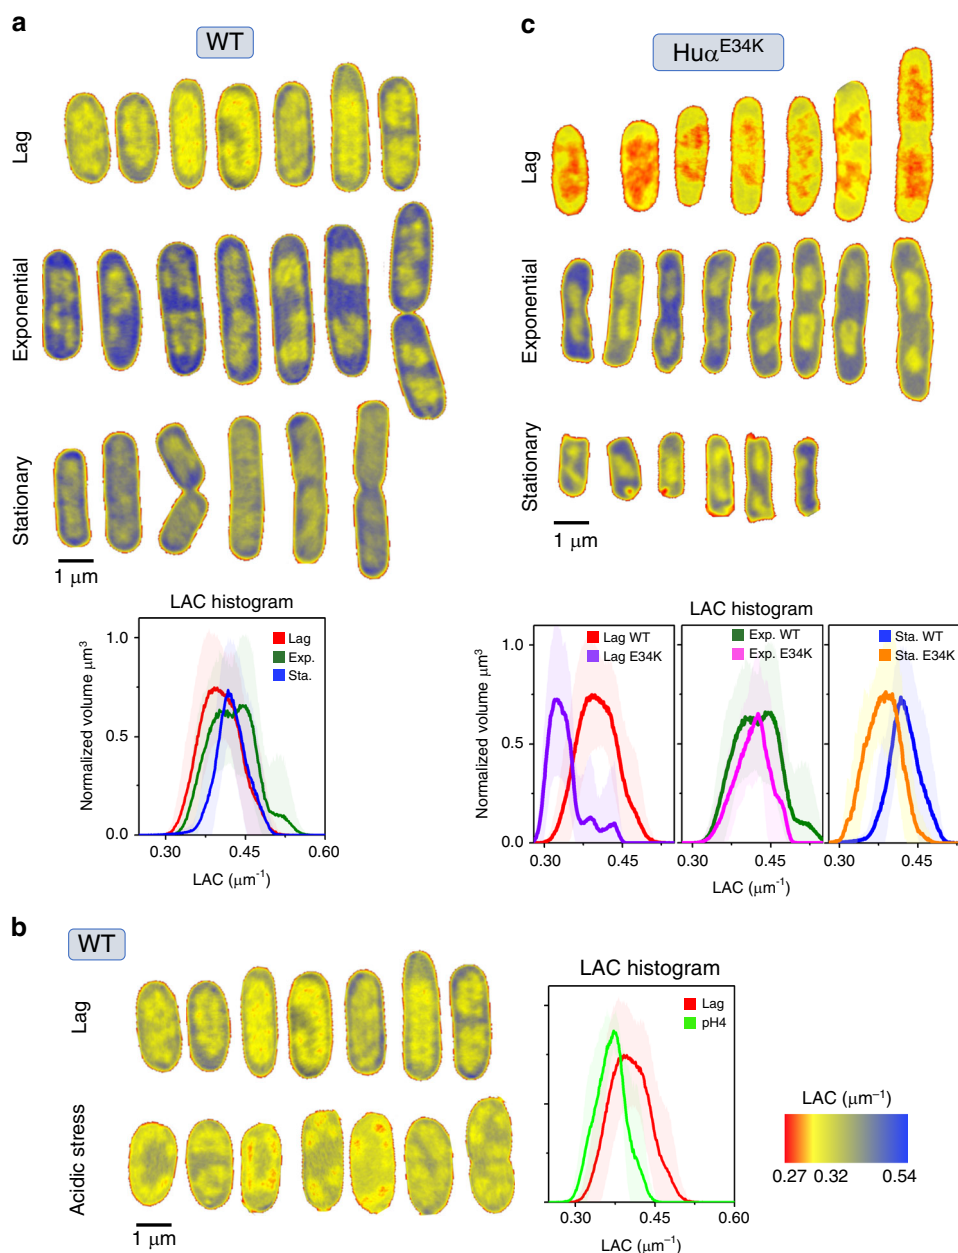 a
WT
Lag
Exponential
Stationary
1 μm
LAC histogram
Normalized volume μm³
1.0
0.5
0.0
Lag
Exp.
Sta.
0.30 0.45 0.60
LAC (μm⁻¹)
c
Huα^E34K
Lag
Exponential
Stationary
1 μm
LAC histogram
Normalized volume μm³
1.0
0.5
0.0
Lag WT
Lag E34K
Exp. WT
Exp. E34K
Sta. WT
Sta. E34K
0.30 0.45 0.30 0.45 0.30 0.45
LAC (μm⁻¹)
b
WT
Lag
Acidic stress
1 μm
LAC histogram
Lag
pH4
0.30 0.45 0.60
LAC (μm⁻¹)
LAC (μm⁻¹)
0.27 0.32 0.54